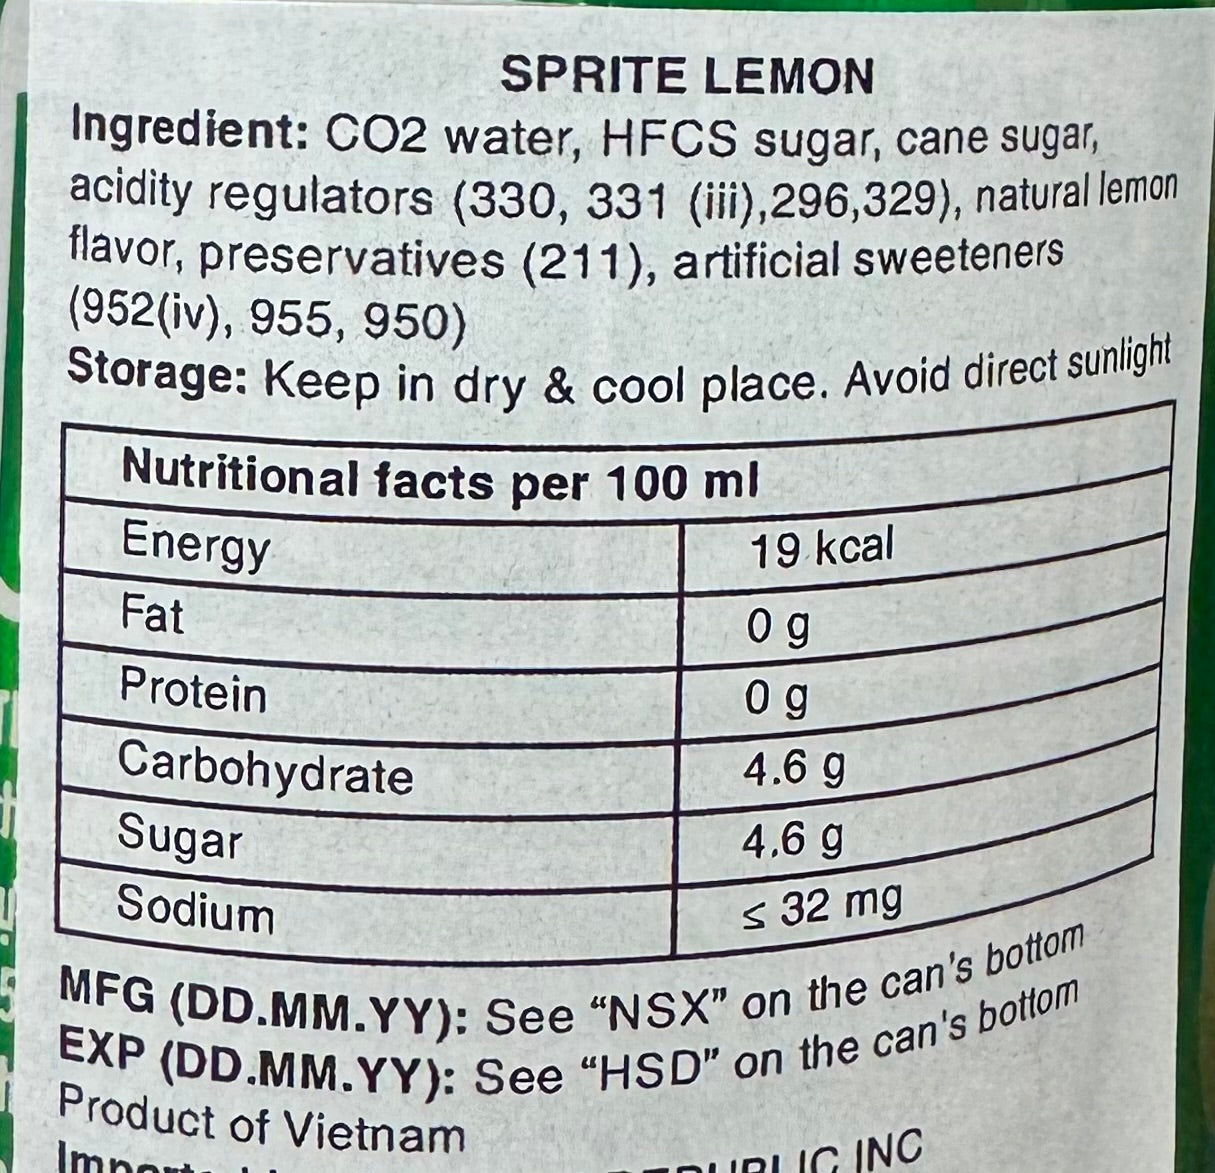 SPRITE LEMON
Ingredient: CO2 water, HFCS sugar, cane sugar,
acidity regulators (330, 331 (iii),296,329), natural lemon
flavor, preservatives (211), artificial sweeteners
(952(iv), 955, 950)
Storage: Keep in dry & cool place. Avoid direct sunlight
Nutritional facts per 100 ml
Energy 19 kcal
Fat 0 g
Protein 0 g
Carbohydrate 4.6 g
Sugar 4.6 g
Sodium ≤ 32 mg
MFG (DD.MM.YY): See “NSX” on the can's bottom
EXP (DD.MM.YY): See “HSD” on the can's bottom
Product of Vietnam
INC